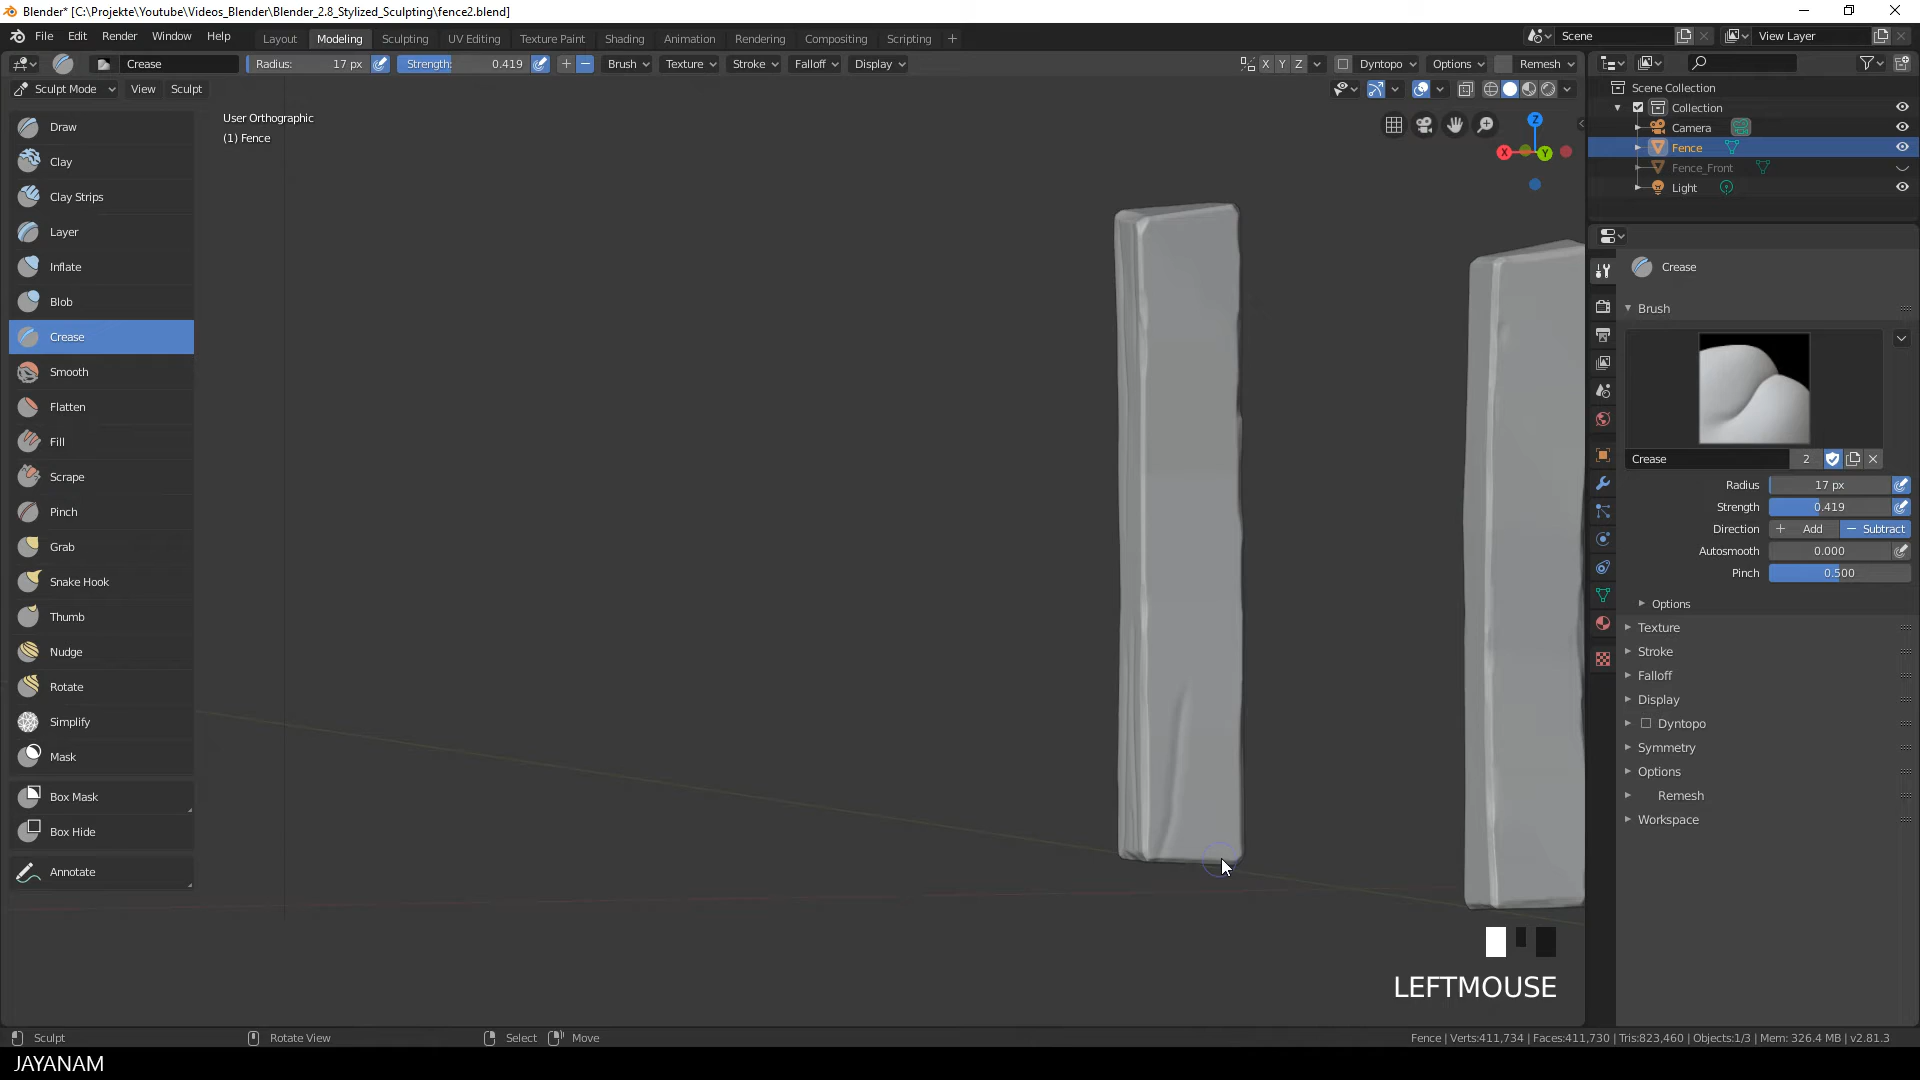 Blender* [C:\Projekte\Youtube\Videos_Blender\Blender_2.8_Stylized_Sculpting\fence2.blend]
File Edit Render Window Help Layout Modeling Sculpting UV Editing Texture Paint Shading Animation Rendering Compositing Scripting + Scene View Layer
Crease Radius: 17 px Strength: 0.419 + − Brush Texture Stroke Falloff Display X Y Z Dyntopo Options Remesh
Sculpt Mode View Sculpt
User Orthographic
(1) Fence
Draw
Clay
Clay Strips
Layer
Inflate
Blob
Crease
Smooth
Flatten
Fill
Scrape
Pinch
Grab
Snake Hook
Thumb
Nudge
Rotate
Simplify
Mask
Box Mask
Box Hide
Annotate
Z
X Y
Scene Collection
Collection
Camera
Fence
Fence_Front
Light
Crease
Brush
Crease 2
Radius 17 px
Strength 0.419
Direction + Add − Subtract
Autosmooth 0.000
Pinch 0.500
Options
Texture
Stroke
Falloff
Display
Dyntopo
Symmetry
Options
Remesh
Workspace
LEFTMOUSE
Sculpt Rotate View Select Move Fence | Verts:411,734 | Faces:411,730 | Tris:823,460 | Objects:1/3 | Mem: 326.4 MB | v2.81.3
JAYANAM